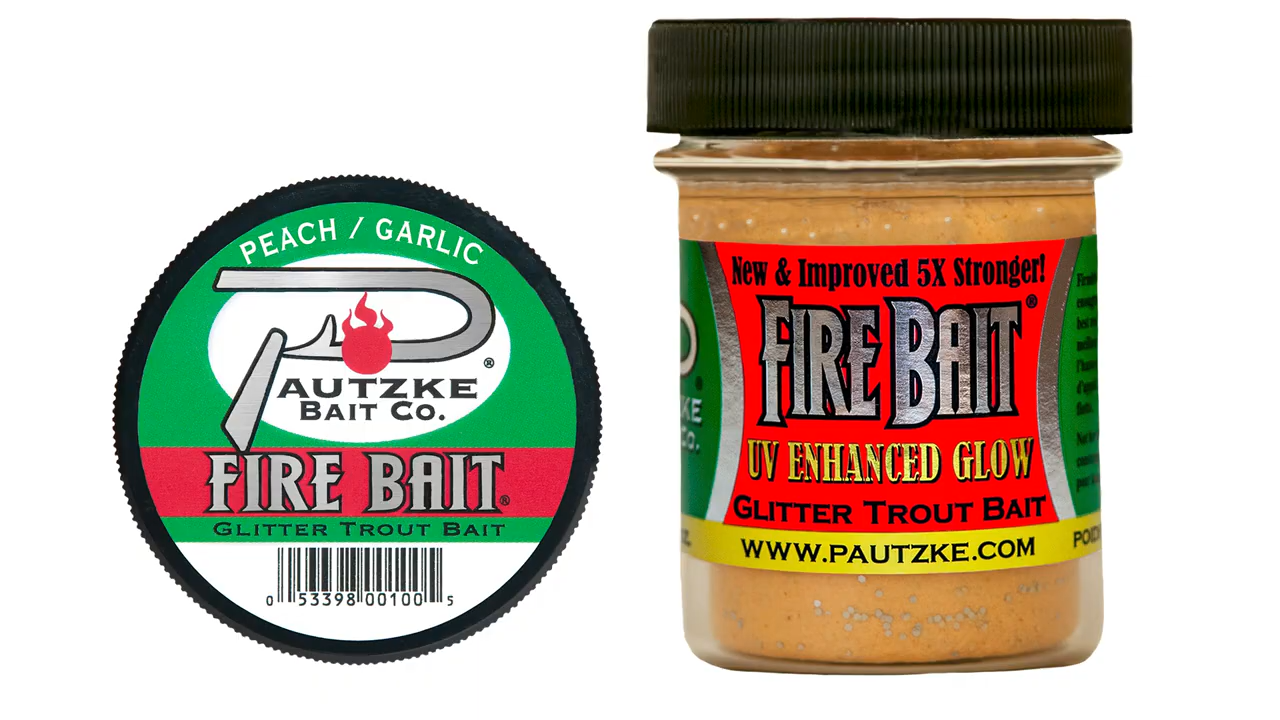 PEACH / GARLIC
PAUTZKE
BAIT CO.
FIRE BAIT®
GLITTER TROUT BAIT
0 53398 00100 5
New & Improved 5X Stronger!
FIRE BAIT®
UV ENHANCED GLOW
GLITTER TROUT BAIT
WWW.PAUTZKE.COM